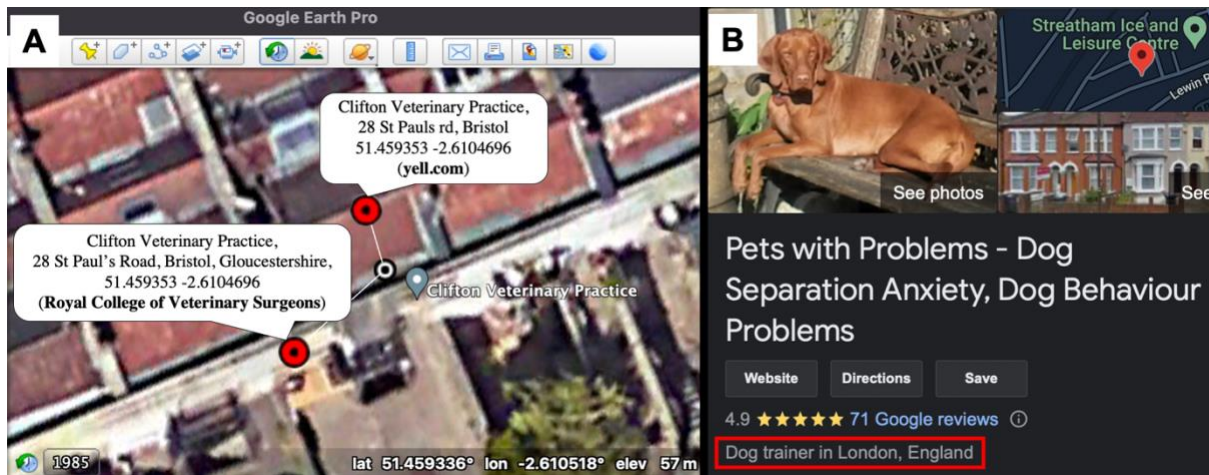 A
Google Earth Pro
Clifton Veterinary Practice,
28 St Pauls rd, Bristol
51.459353 -2.6104696
(yell.com)
Clifton Veterinary Practice,
28 St Paul's Road, Bristol, Gloucestershire,
51.459353 -2.6104696
(Royal College of Veterinary Surgeons)
Clifton Veterinary Practice
1985
lat 51.459336° lon -2.610518° elev 57 m
B
Streatham Ice and
Leisure Centre
Lewin R
See photos
See
Pets with Problems - Dog
Separation Anxiety, Dog Behaviour
Problems
Website Directions Save
4.9 ★★★★★ 71 Google reviews
Dog trainer in London, England